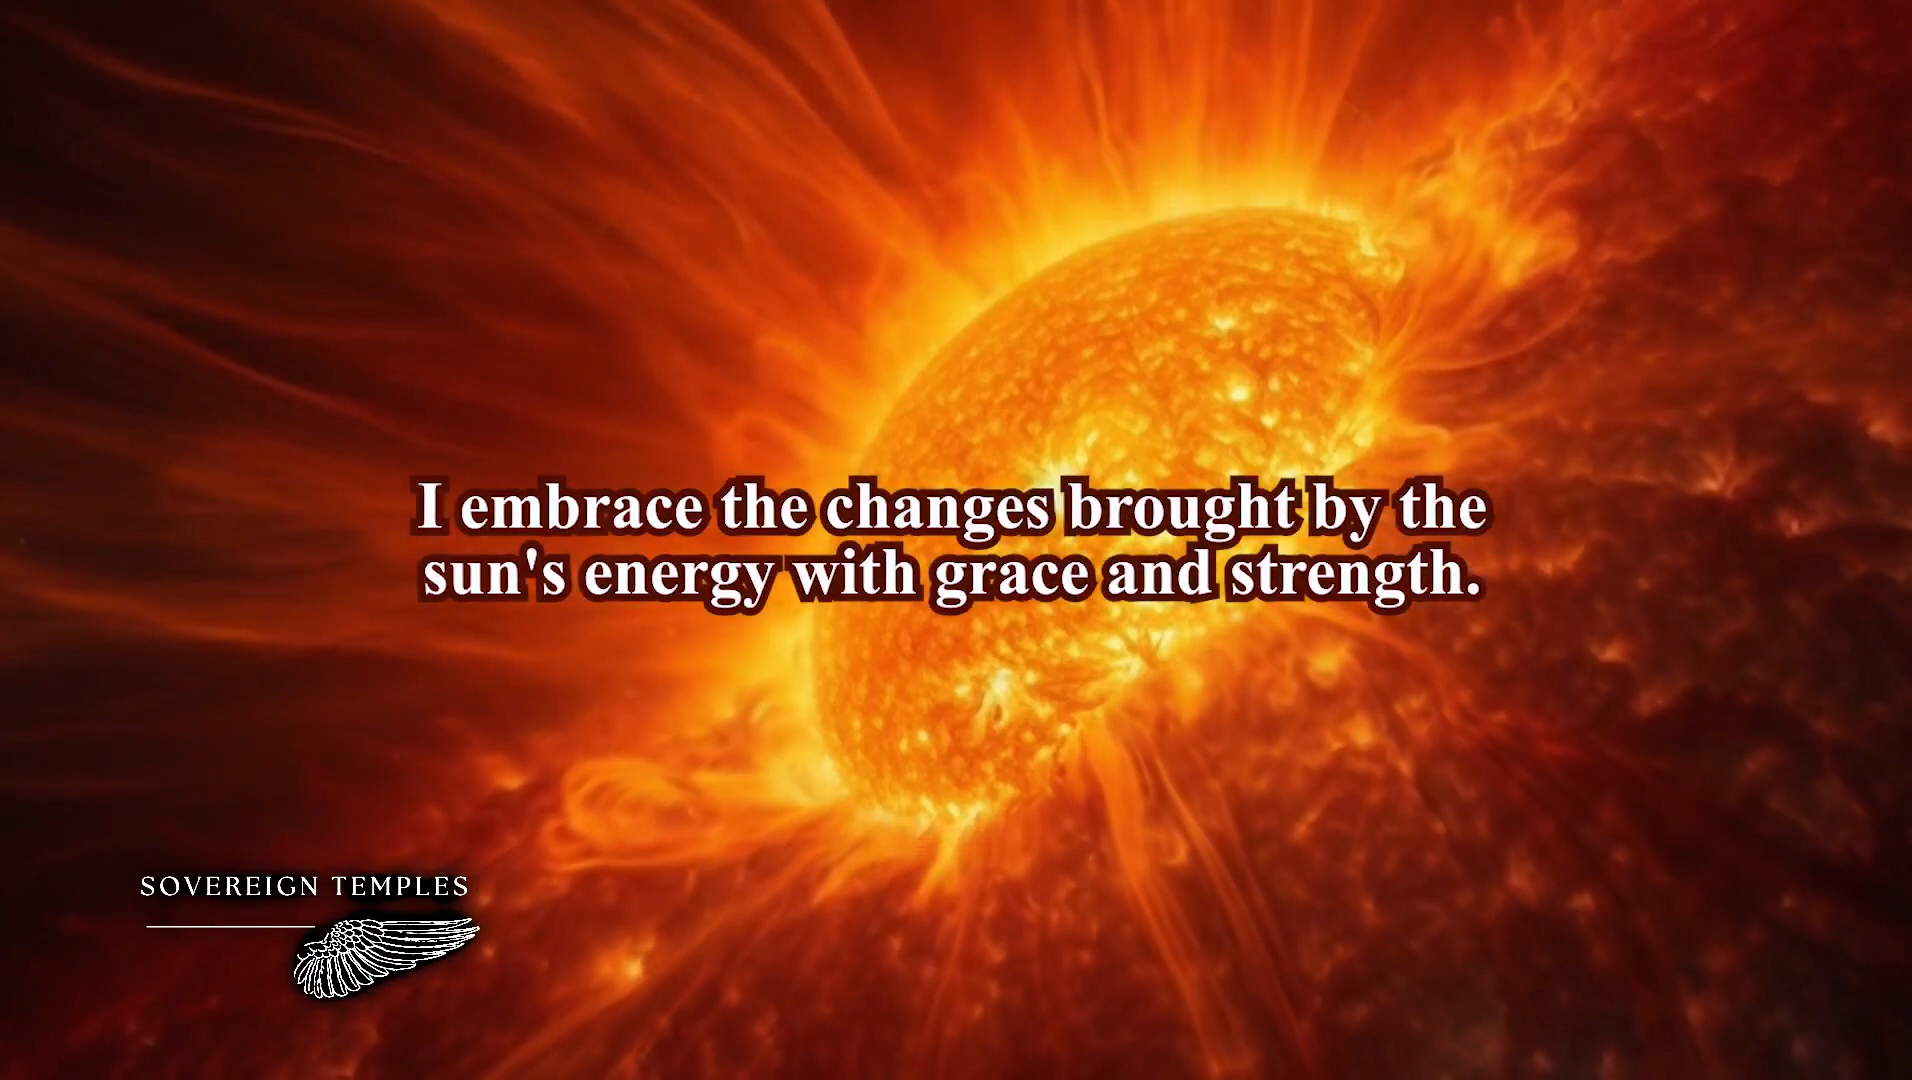 I embrace the changes brought by the
sun's energy with grace and strength.
SOVEREIGN TEMPLES